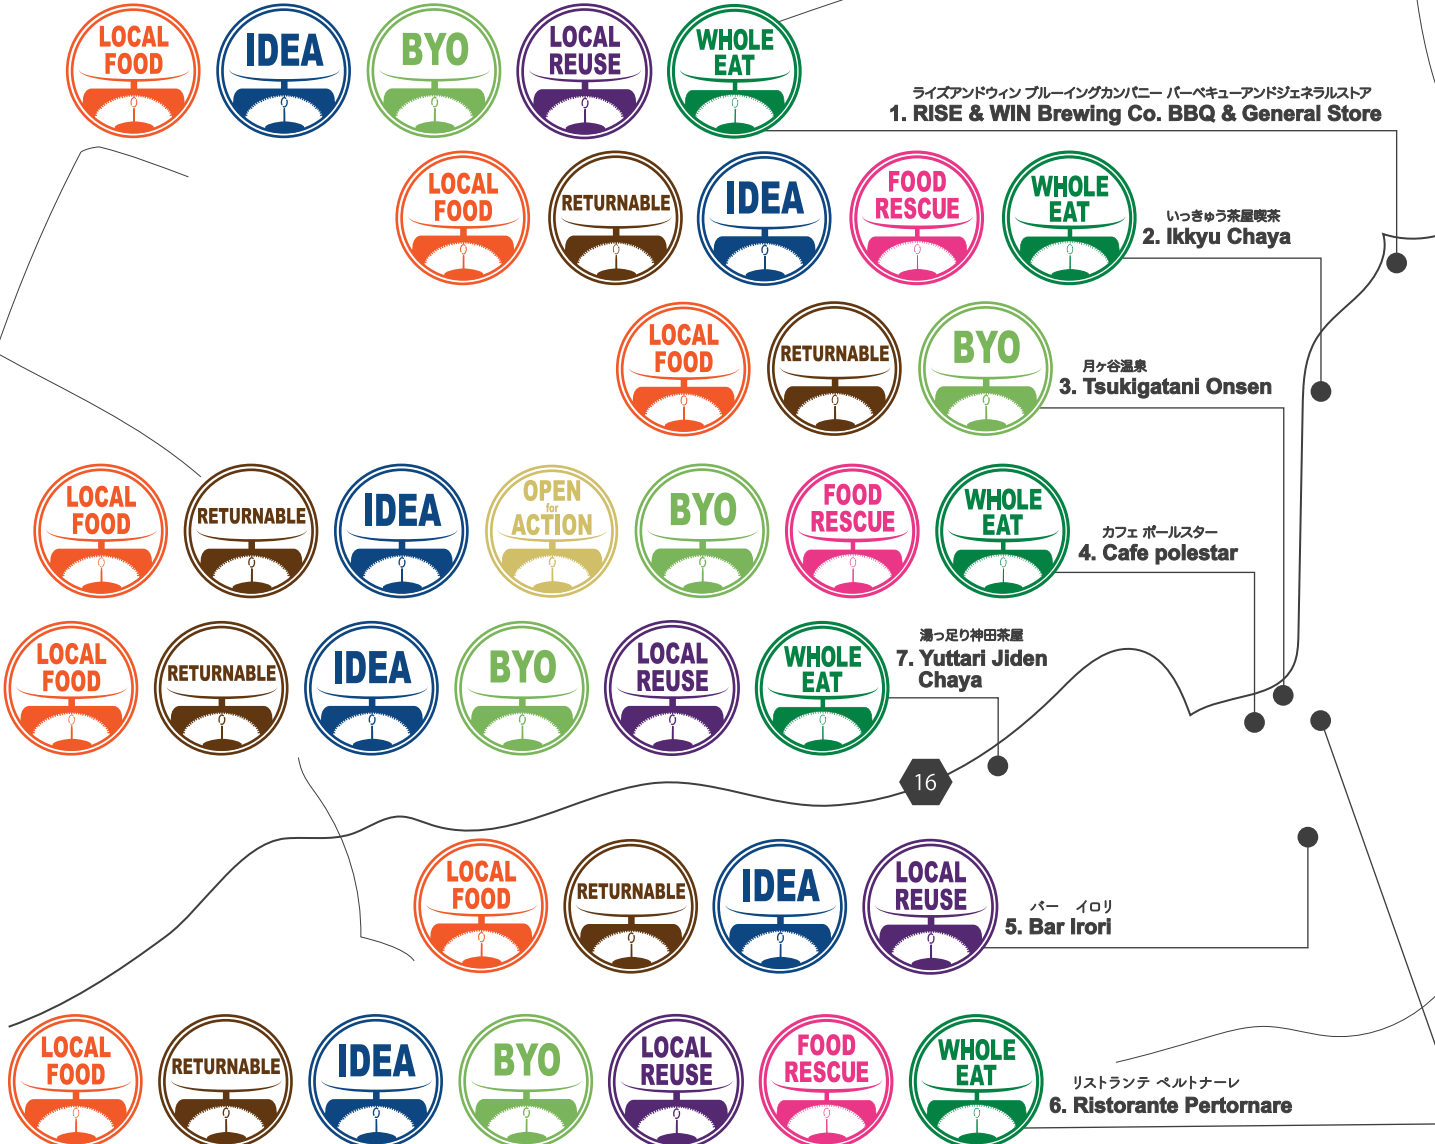 LOCAL
FOOD
IDEA
BYO
LOCAL
REUSE
WHOLE
EAT
ライズアンドウィン ブルーイングカンパニー バーベキューアンドジェネラルストア
1. RISE & WIN Brewing Co. BBQ & General Store
LOCAL
FOOD
RETURNABLE
IDEA
FOOD
RESCUE
WHOLE
EAT
いっきゅう茶屋喫茶
2. Ikkyu Chaya
LOCAL
FOOD
RETURNABLE
BYO
月ヶ谷温泉
3. Tsukigatani Onsen
LOCAL
FOOD
RETURNABLE
IDEA
OPEN
for
ACTION
BYO
FOOD
RESCUE
WHOLE
EAT
カフェ ポールスター
4. Cafe polestar
LOCAL
FOOD
RETURNABLE
IDEA
BYO
LOCAL
REUSE
WHOLE
EAT
湯っ足り神田茶屋
7. Yuttari Jiden
Chaya
16
LOCAL
FOOD
RETURNABLE
IDEA
LOCAL
REUSE
バー イロリ
5. Bar Irori
LOCAL
FOOD
RETURNABLE
IDEA
BYO
LOCAL
REUSE
FOOD
RESCUE
WHOLE
EAT
リストランテ ペルトナーレ
6. Ristorante Pertornare